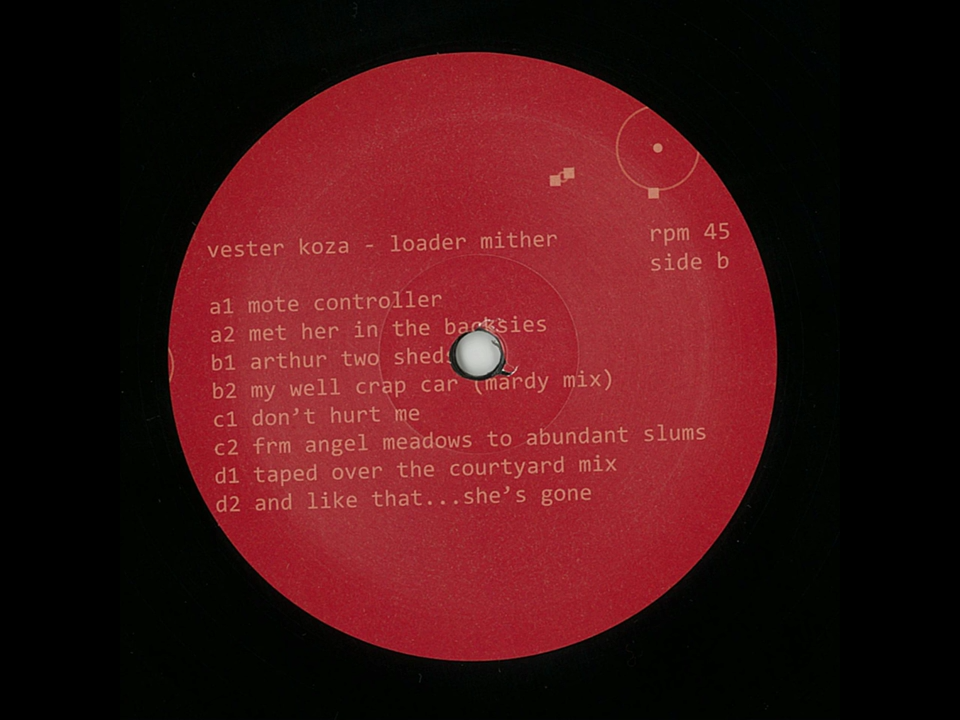 vester koza - loader mither
rpm 45
side b
a1 mote controller
a2 met her in the backsies
b1 arthur two sheds
b2 my well crap car (mardy mix)
c1 don't hurt me
c2 frm angel meadows to abundant slums
d1 taped over the courtyard mix
d2 and like that...she's gone